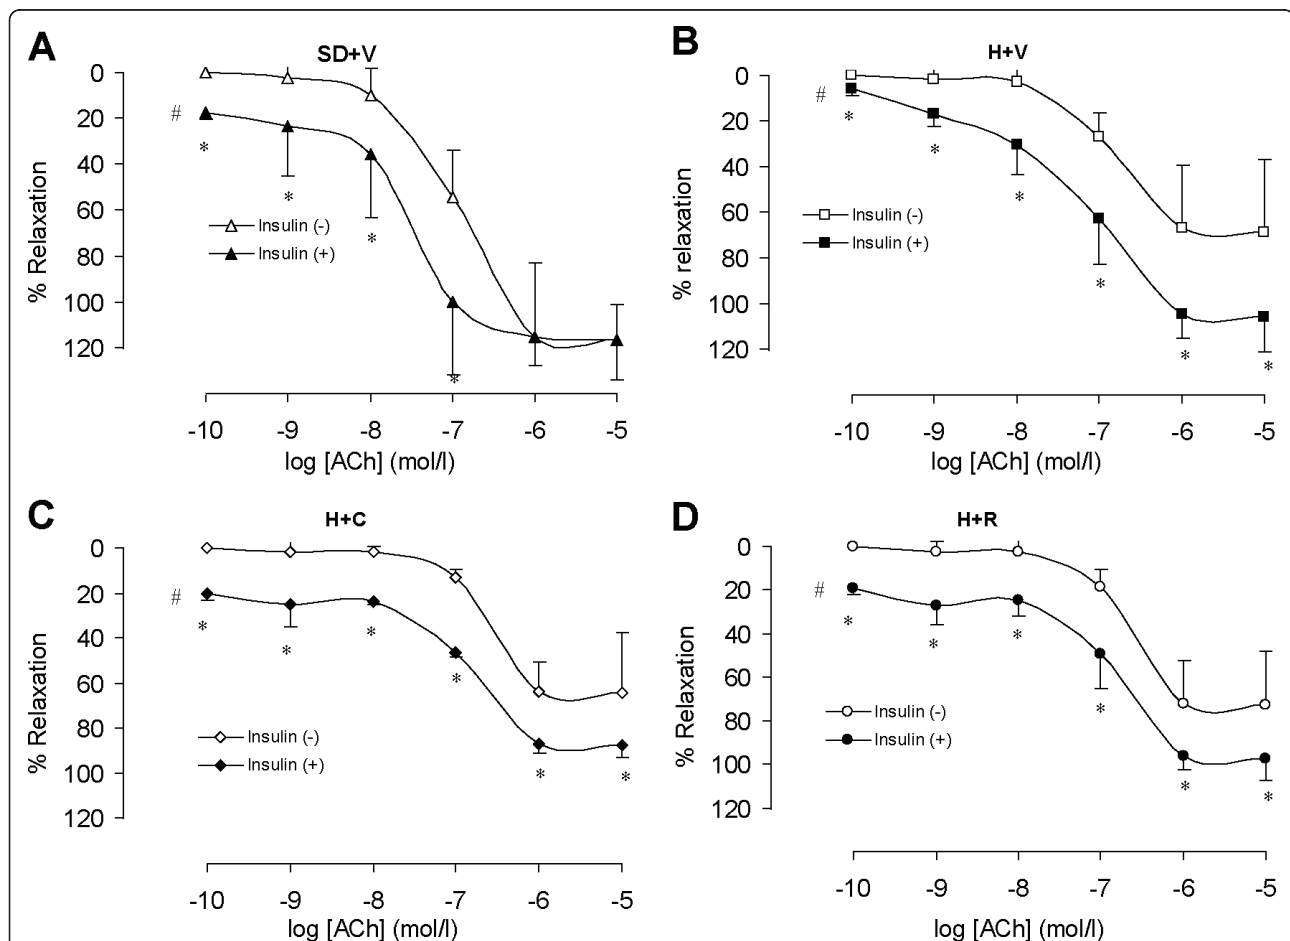 A
SD+V
0
20
40
60
80
100
120
% Relaxation
#
*
*
*
*
Insulin (-)
Insulin (+)
-10 -9 -8 -7 -6 -5
log [ACh] (mol/l)
B
H+V
0
20
40
60
80
100
120
% relaxation
#
*
*
*
*
*
*
Insulin (-)
Insulin (+)
-10 -9 -8 -7 -6 -5
log [ACh] (mol/l)
C
H+C
0
20
40
60
80
100
120
% Relaxation
#
*
*
*
*
*
*
Insulin (-)
Insulin (+)
-10 -9 -8 -7 -6 -5
log [ACh] (mol/l)
D
H+R
0
20
40
60
80
100
120
% Relaxation
#
*
*
*
*
*
*
Insulin (-)
Insulin (+)
-10 -9 -8 -7 -6 -5
log [ACh] (mol/l)